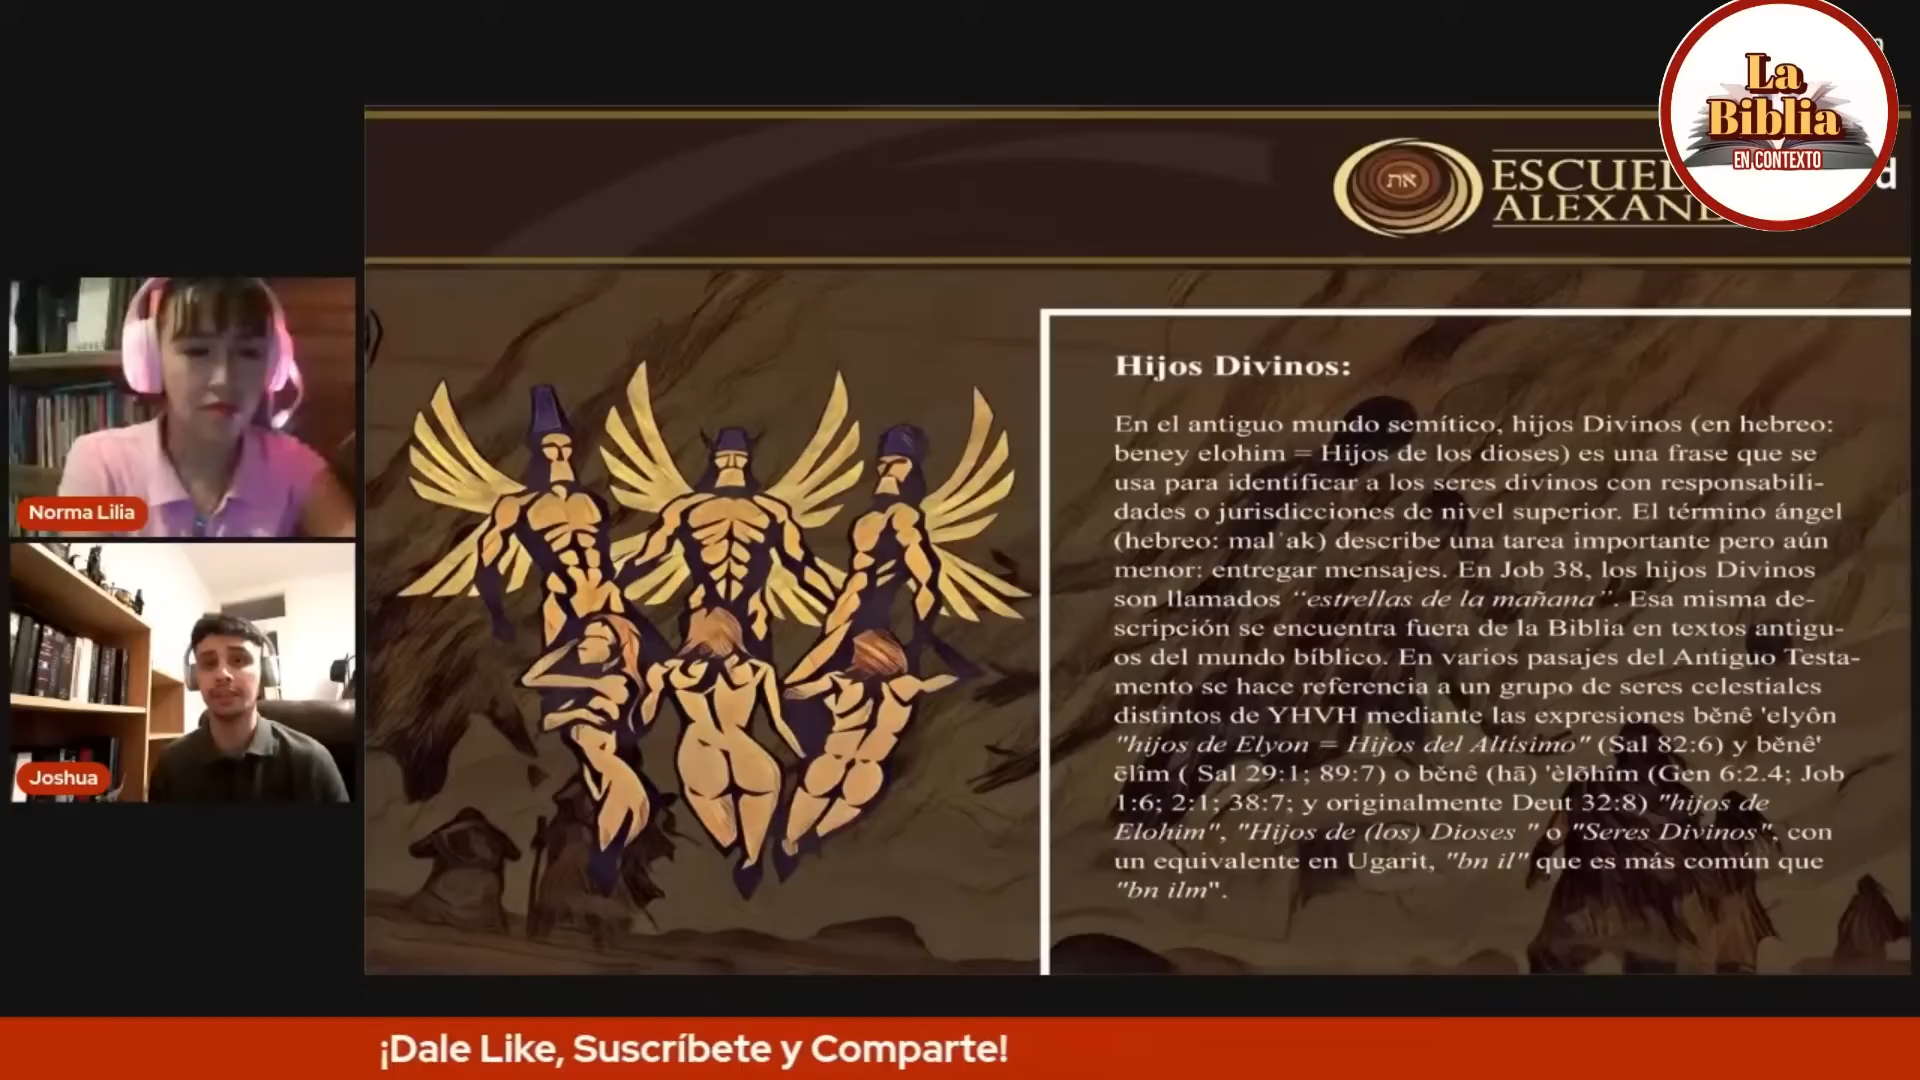 La
Biblia
EN CONTEXTO
את
ESCUEL
ALEXAN
d
Norma Lilia
Joshua
Hijos Divinos:
En el antiguo mundo semítico, hijos Divinos (en hebreo:
beney elohim = Hijos de los dioses) es una frase que se
usa para identificar a los seres divinos con responsabili-
dades o jurisdicciones de nivel superior. El término ángel
(hebreo: malʾak) describe una tarea importante pero aún
menor: entregar mensajes. En Job 38, los hijos Divinos
son llamados “estrellas de la mañana”. Esa misma de-
scripción se encuentra fuera de la Biblia en textos antigu-
os del mundo bíblico. En varios pasajes del Antiguo Testa-
mento se hace referencia a un grupo de seres celestiales
distintos de YHVH mediante las expresiones bĕnê 'elyôn
"hijos de Elyon = Hijos del Altísimo" (Sal 82:6) y bĕnê'
ēlîm ( Sal 29:1; 89:7) o bĕnê (hā) 'èlōhîm (Gen 6:2.4; Job
1:6; 2:1; 38:7; y originalmente Deut 32:8) "hijos de
Elohim", "Hijos de (los) Dioses " o "Seres Divinos", con
un equivalente en Ugarit, "bn il" que es más común que
"bn ilm".
¡Dale Like, Suscríbete y Comparte!